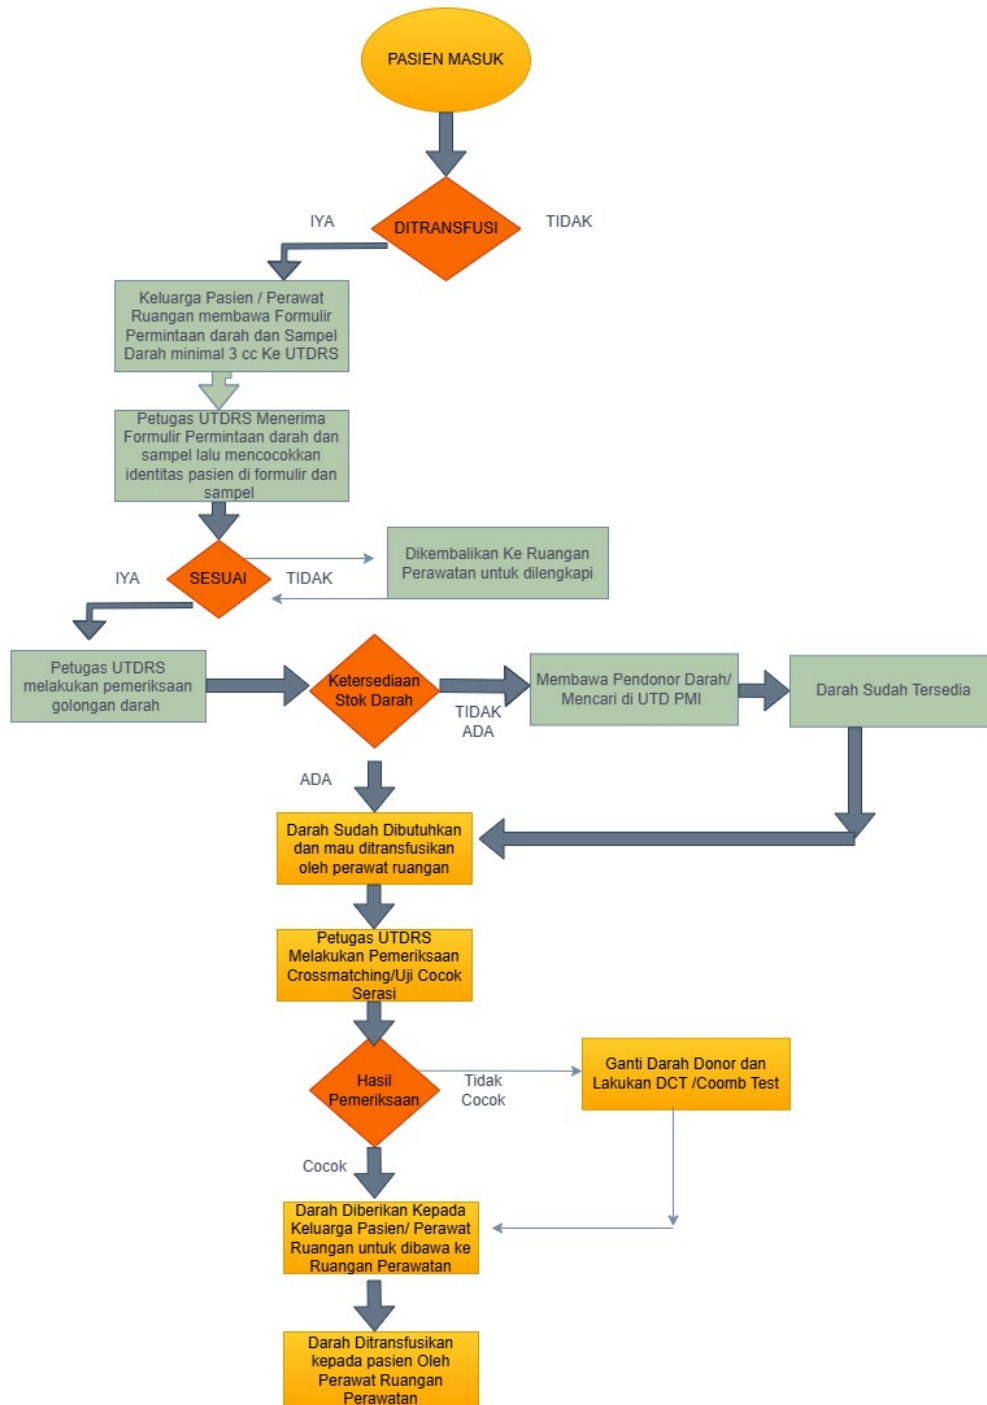 PASIEN MASUK
IYA
DITRANSFUSI
TIDAK
Keluarga Pasien / Perawat
Ruangan membawa Formulir
Permintaan darah dan Sampel
Darah minimal 3 cc Ke UTDRS
Petugas UTDRS Menerima
Formulir Permintaan darah dan
sampel lalu mencocokkan
identitas pasien di formulir dan
sampel
IYA
SESUAI
TIDAK
Dikembalikan Ke Ruangan
Perawatan untuk dilengkapi
Petugas UTDRS
melakukan pemeriksaan
golongan darah
Ketersediaan
Stok Darah
TIDAK
ADA
Membawa Pendonor Darah/
Mencari di UTD PMI
Darah Sudah Tersedia
ADA
Darah Sudah Dibutuhkan
dan mau ditransfusikan
oleh perawat ruangan
Petugas UTDRS
Melakukan Pemeriksaan
Crossmatching/Uji Cocok
Serasi
Hasil
Pemeriksaan
Tidak
Cocok
Ganti Darah Donor dan
Lakukan DCT /Coomb Test
Cocok
Darah Diberikan Kepada
Keluarga Pasien/ Perawat
Ruangan untuk dibawa ke
Ruangan Perawatan
Darah Ditransfusikan
kepada pasien Oleh
Perawat Ruangan
Perawatan